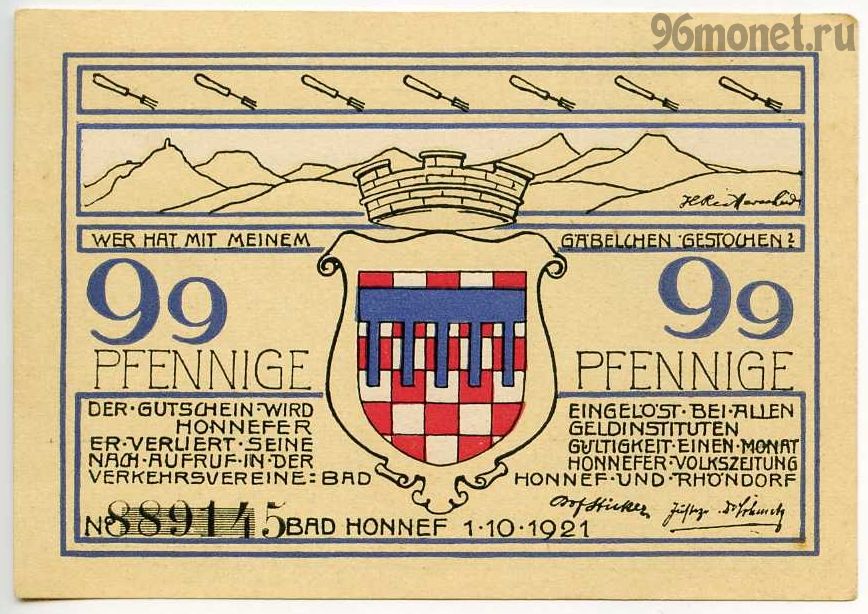 96monet.ru
WER HAT MIT MEINEM GABELCHEN GESTOCHEN?
99 99
PFENNIGE PFENNIGE
DER·GUTSCHEIN·WIRD EINGELÖST·BEI·ALLEN
HONNEFER GELDINSTITUTEN
ER·VERLIERT·SEINE GÜLTIGKEIT·EINEN·MONAT
NACH·AUFRUF·IN·DER HONNEFER·VOLKSZEITUNG
VERKEHRSVEREINE:BAD HONNEF·UND·RHÖNDORF
No 889145 BAD HONNEF 1·10·1921